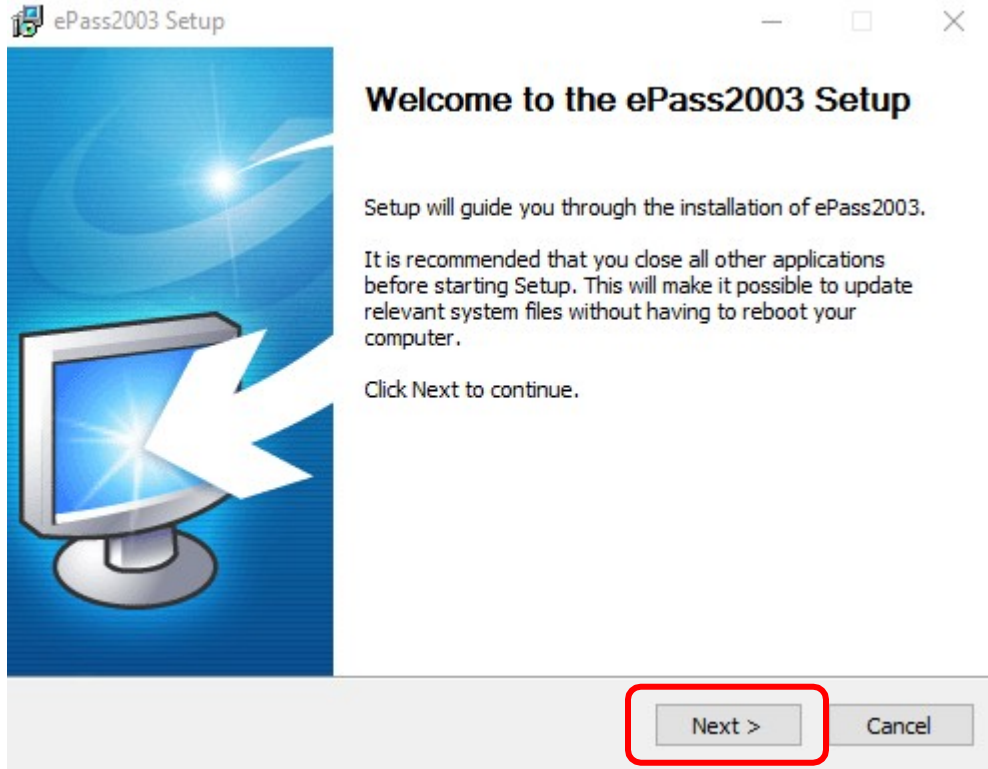 ePass2003 Setup
Welcome to the ePass2003 Setup
Setup will guide you through the installation of ePass2003.
It is recommended that you close all other applications
before starting Setup. This will make it possible to update
relevant system files without having to reboot your
computer.
Click Next to continue.
Next >
Cancel